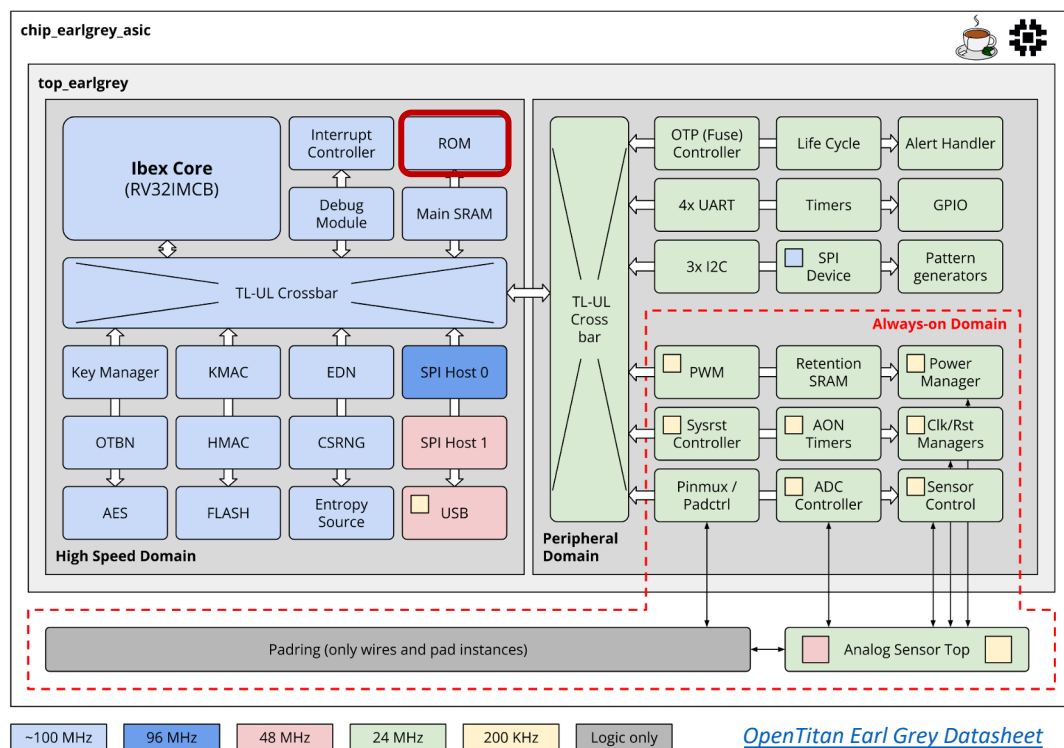 chip_earlgrey_asic
top_earlgrey
Ibex Core
(RV32IMCB)
Interrupt
Controller
ROM
Debug
Module
Main SRAM
TL-UL Crossbar
Key Manager
KMAC
EDN
SPI Host 0
OTBN
HMAC
CSRNG
SPI Host 1
AES
FLASH
Entropy
Source
USB
High Speed Domain
TL-UL
Cross
bar
OTP (Fuse)
Controller
Life Cycle
Alert Handler
4x UART
Timers
GPIO
3x I2C
SPI
Device
Pattern
generators
Always-on Domain
PWM
Retention
SRAM
Power
Manager
Sysrst
Controller
AON
Timers
Clk/Rst
Managers
Pinmux /
Padctrl
ADC
Controller
Sensor
Control
Peripheral
Domain
Padring (only wires and pad instances)
Analog Sensor Top
~100 MHz
96 MHz
48 MHz
24 MHz
200 KHz
Logic only
OpenTitan Earl Grey Datasheet